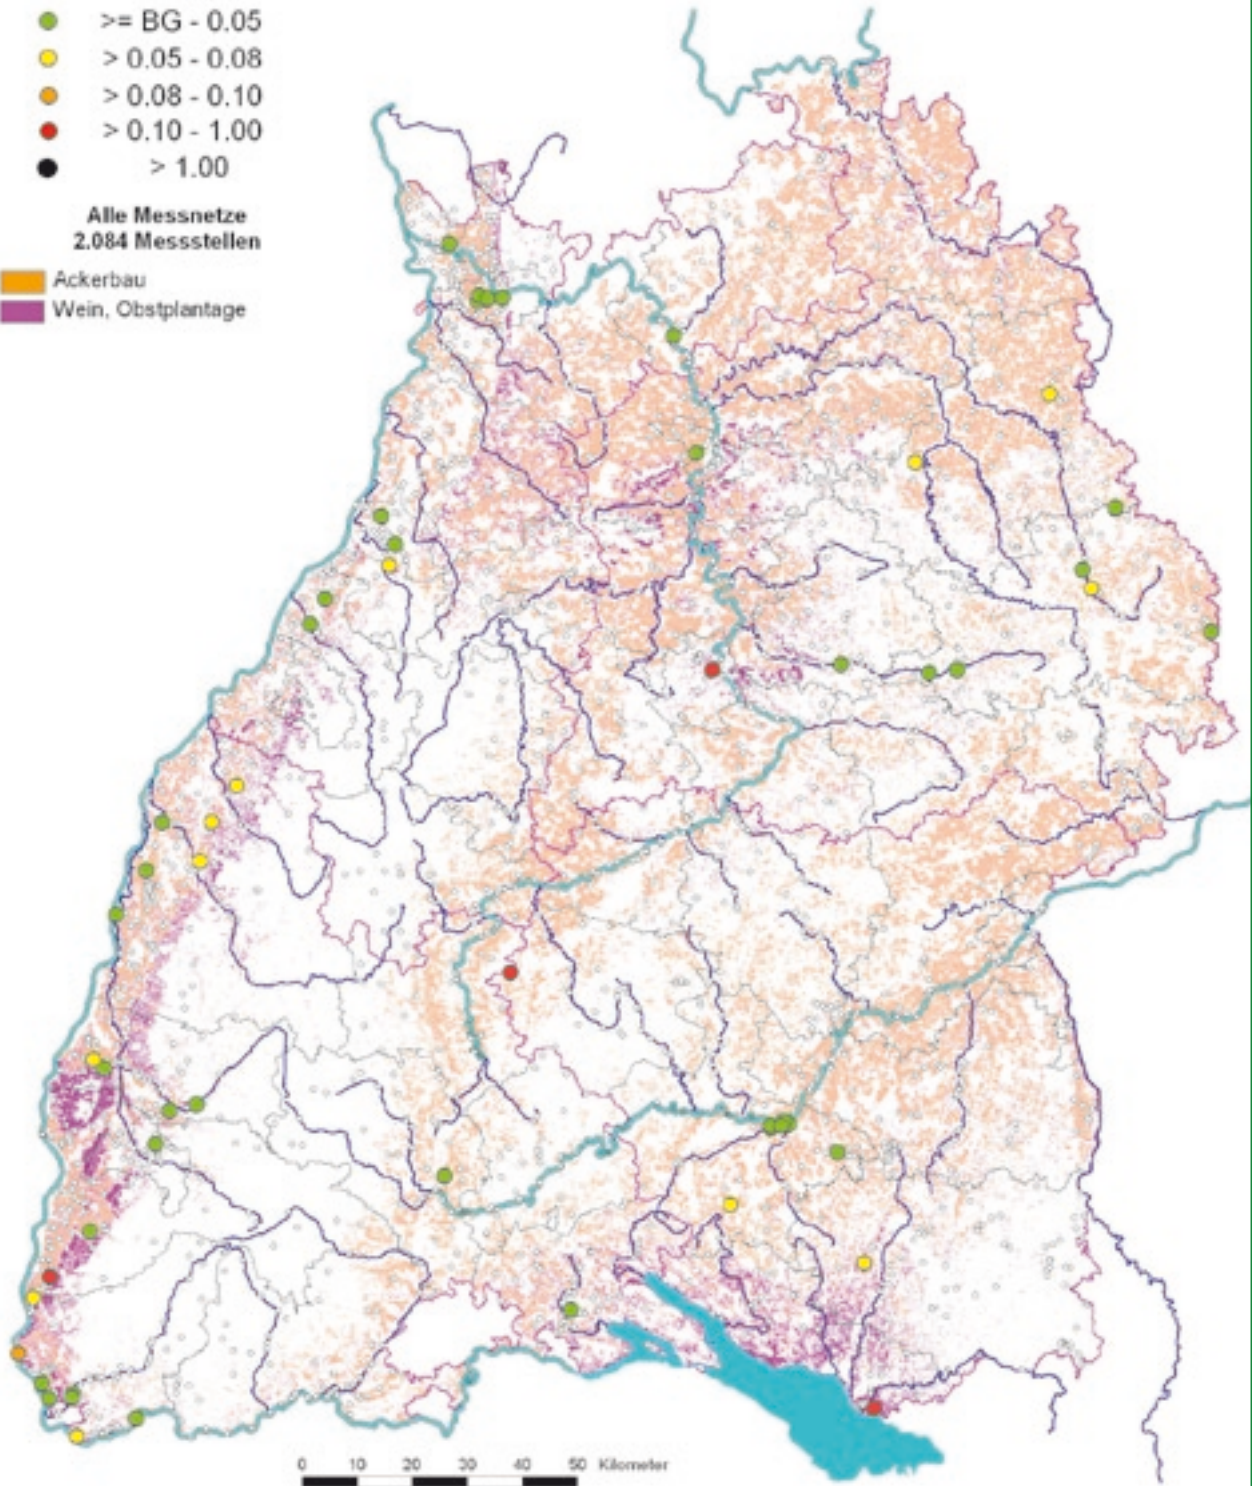 >= BG - 0.05
> 0.05 - 0.08
> 0.08 - 0.10
> 0.10 - 1.00
> 1.00
Alle Messnetze
2.084 Messstellen
Ackerbau
Wein, Obstplantage
0 10 20 30 40 50 Kilometer